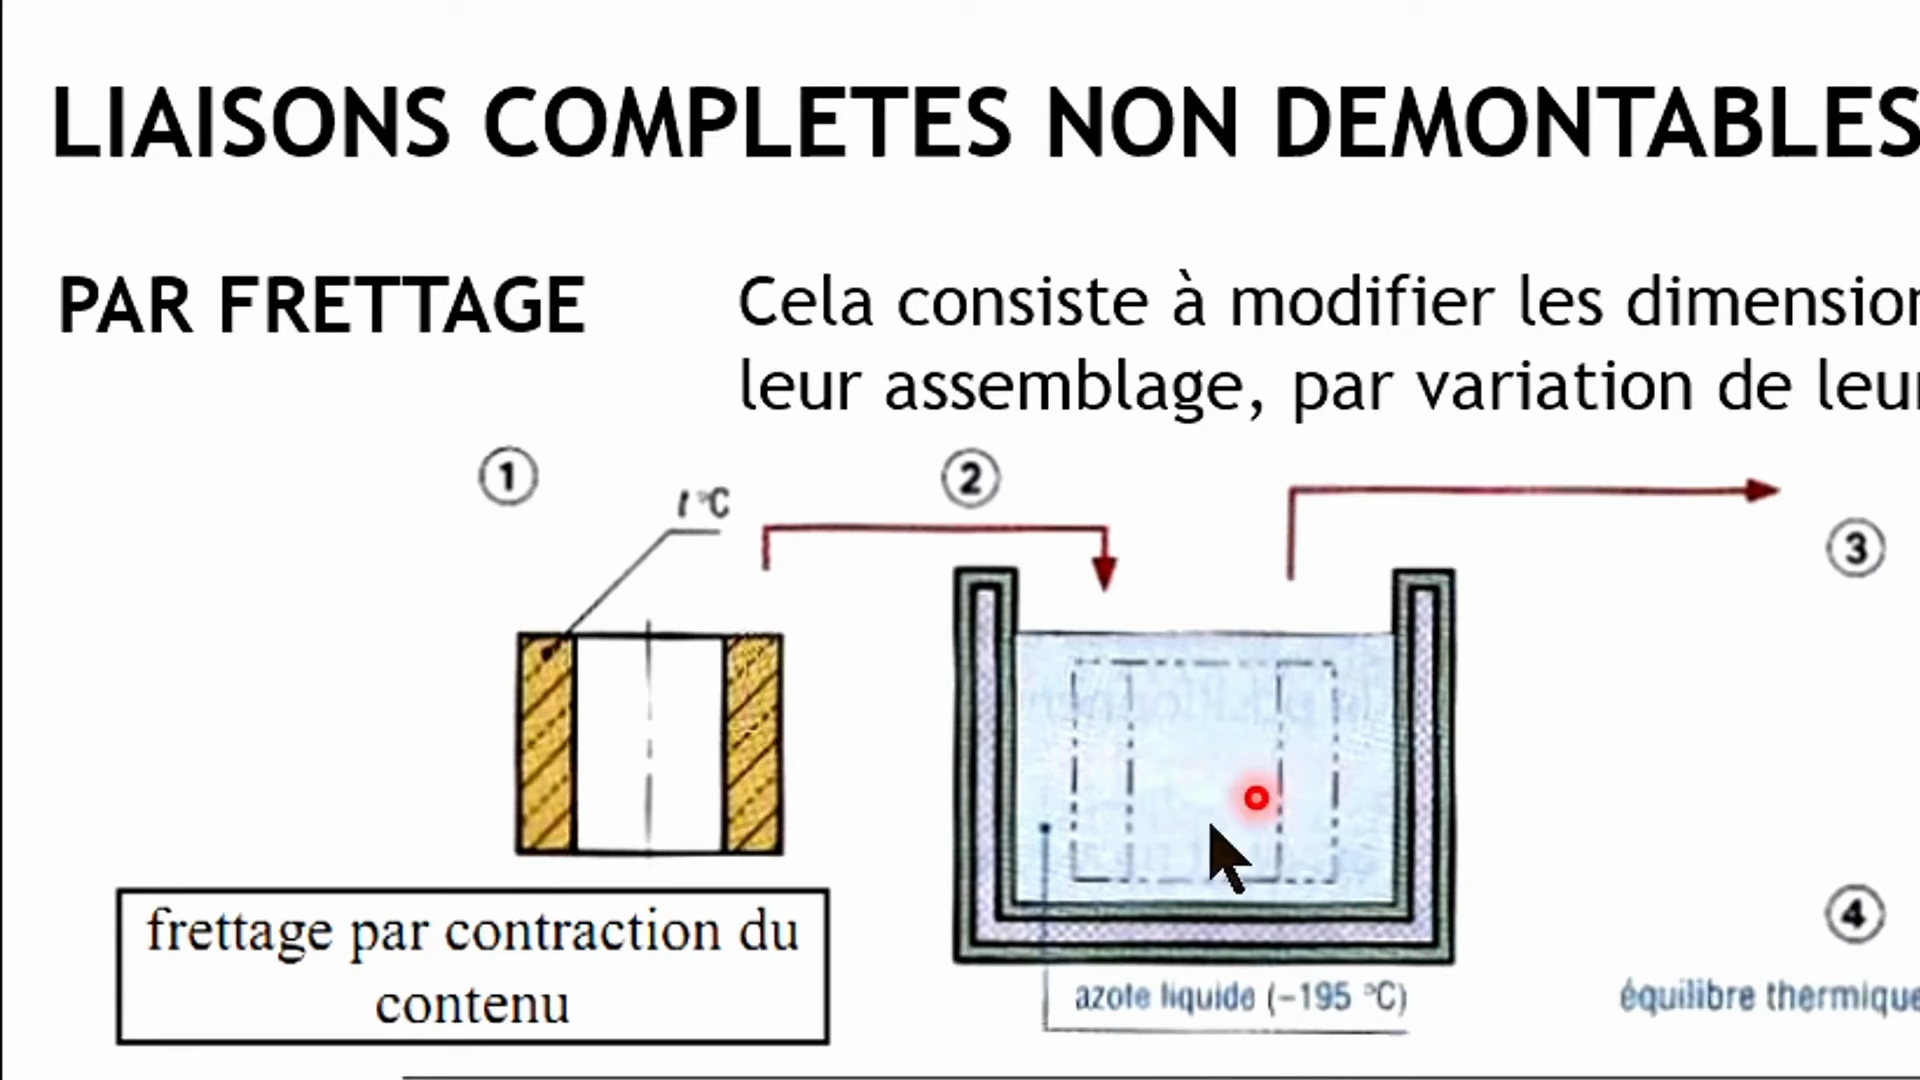 LIAISONS COMPLETES NON DEMONTABLES
PAR FRETTAGE
Cela consiste à modifier les dimension
leur assemblage, par variation de leur
1
t °C
2
3
frettage par contraction du
contenu
azote liquide (−195 °C)
4
équilibre thermique